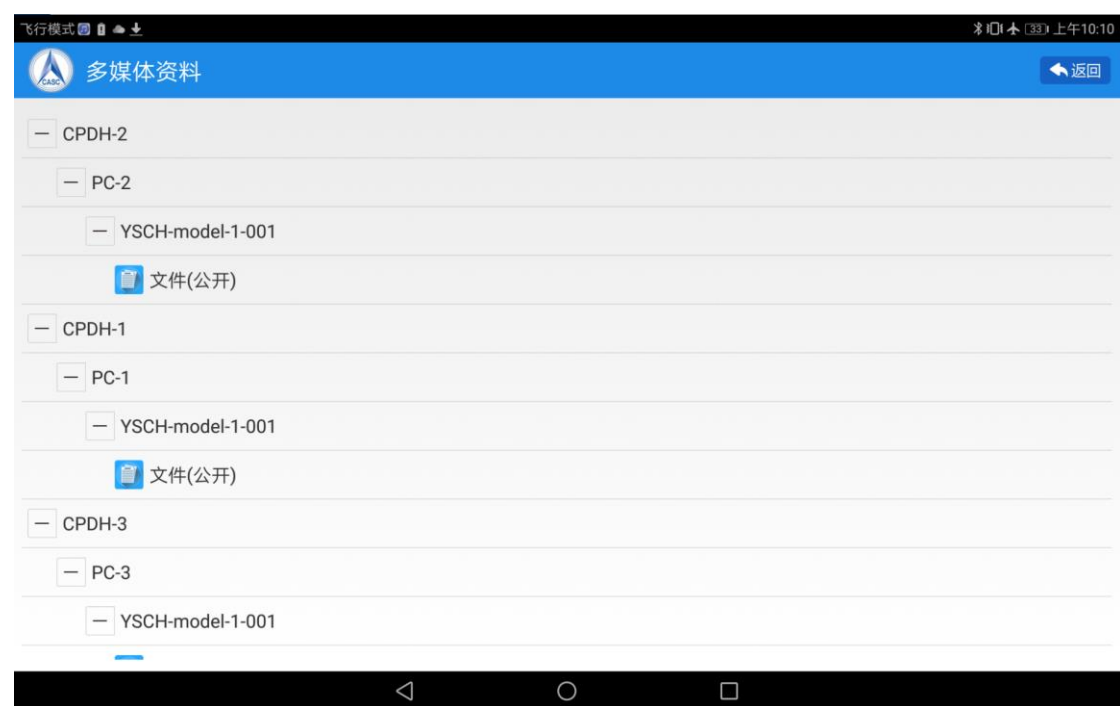 飞行模式 33 上午10:10
CASC 多媒体资料 返回
CPDH-2
PC-2
YSCH-model-1-001
文件(公开)
CPDH-1
PC-1
YSCH-model-1-001
文件(公开)
CPDH-3
PC-3
YSCH-model-1-001